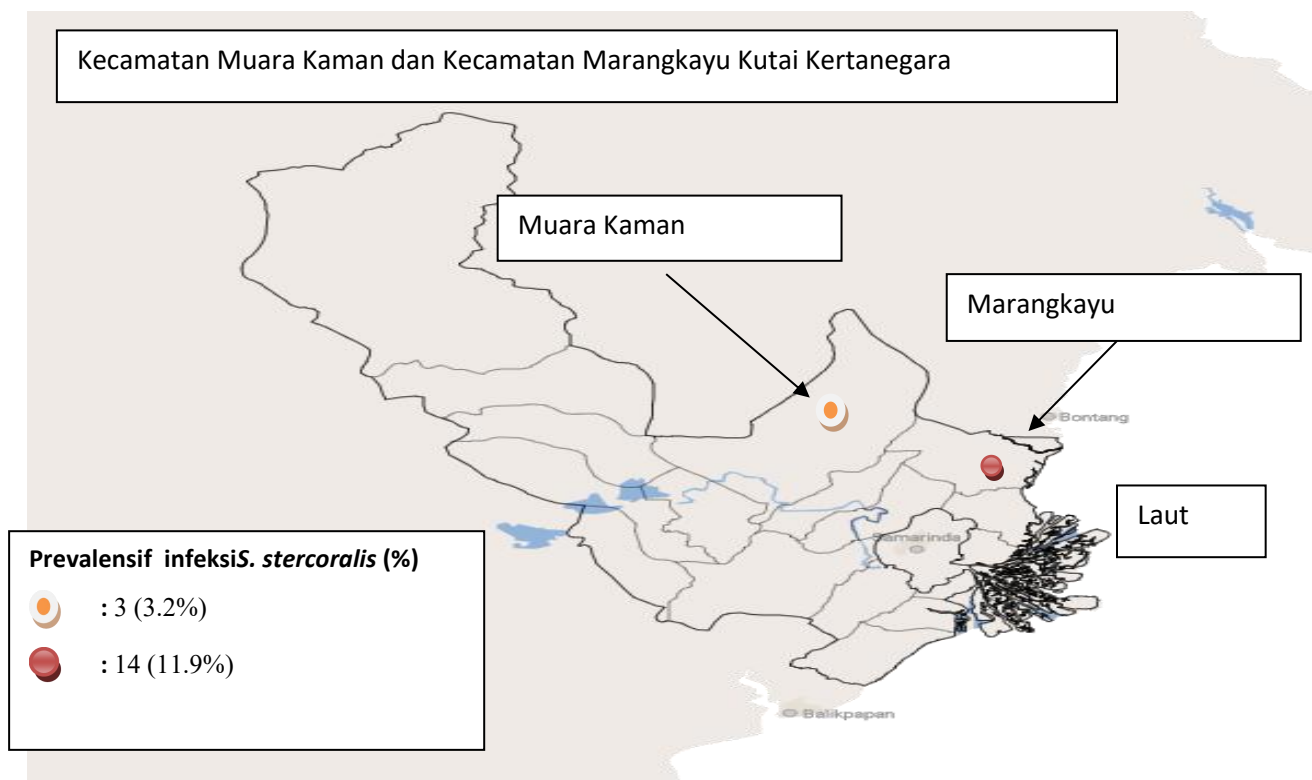 Kecamatan Muara Kaman dan Kecamatan Marangkayu Kutai Kertanegara
Muara Kaman
Marangkayu
Bontang
Laut
Samarinda
Prevalensif infeksiS. stercoralis (%)
: 3 (3.2%)
: 14 (11.9%)
Balikpapan